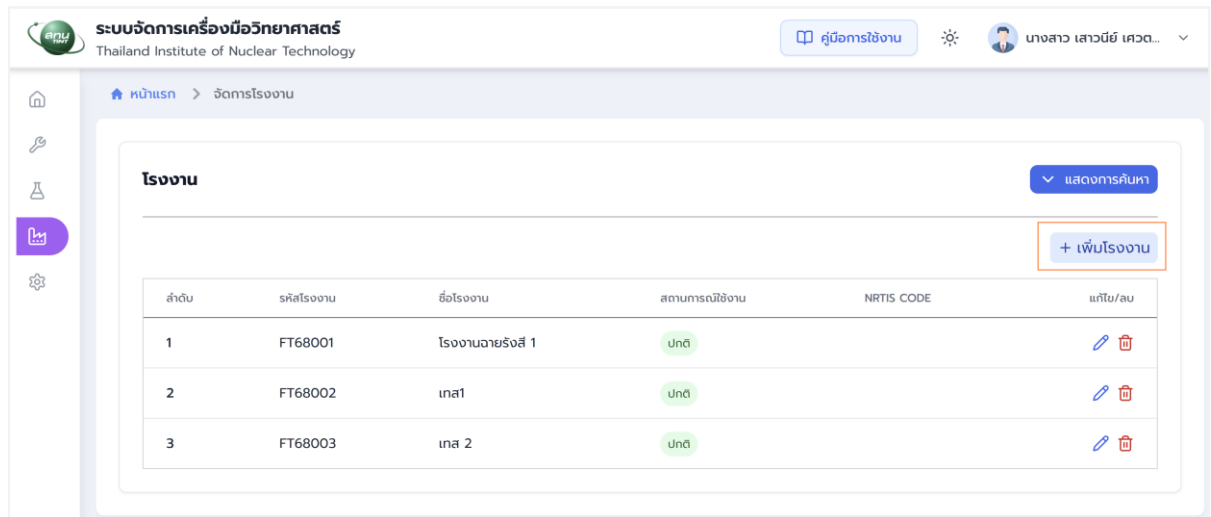 ระบบจัดการเครื่องมือวิทยาศาสตร์
Thailand Institute of Nuclear Technology
สทน
TINT
คู่มือการใช้งาน
นางสาว เสาวนีย์ เศวต...
หน้าแรก > จัดการโรงงาน
โรงงาน
แสดงการค้นหา
+ เพิ่มโรงงาน
ลำดับ รหัสโรงงาน ชื่อโรงงาน สถานการณ์ใช้งาน NRTIS CODE แก้ไข/ลบ
1 FT68001 โรงงานฉายรังสี 1 ปกติ
2 FT68002 เทส1 ปกติ
3 FT68003 เทส 2 ปกติ